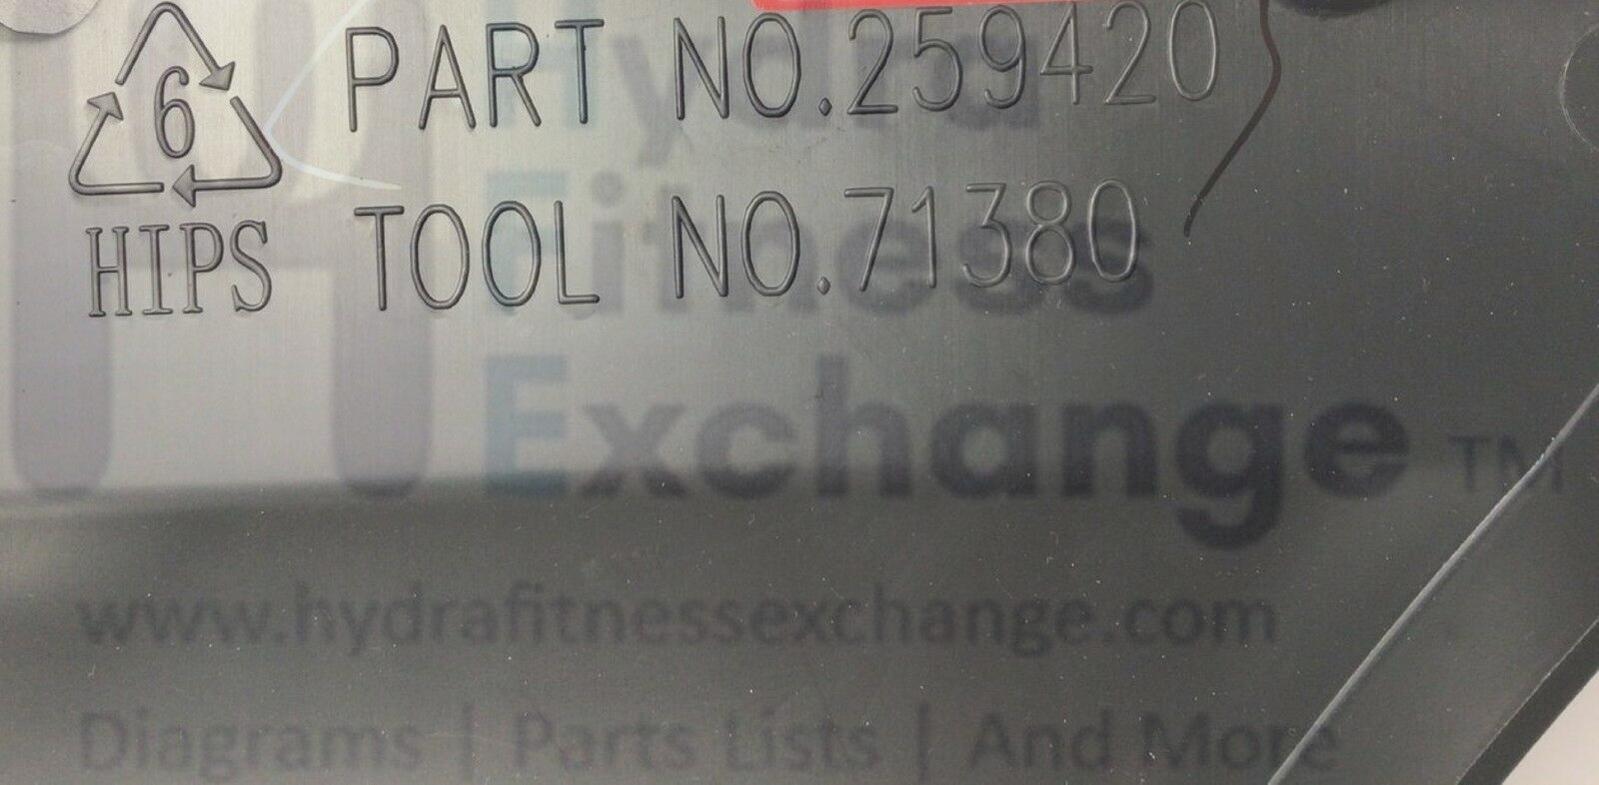 6
HIPS
PART NO.259420
TOOL NO.71380
Hydra
Fitness
Exchange TM
www.hydrafitnessexchange.com
Diagrams | Parts Lists | And More